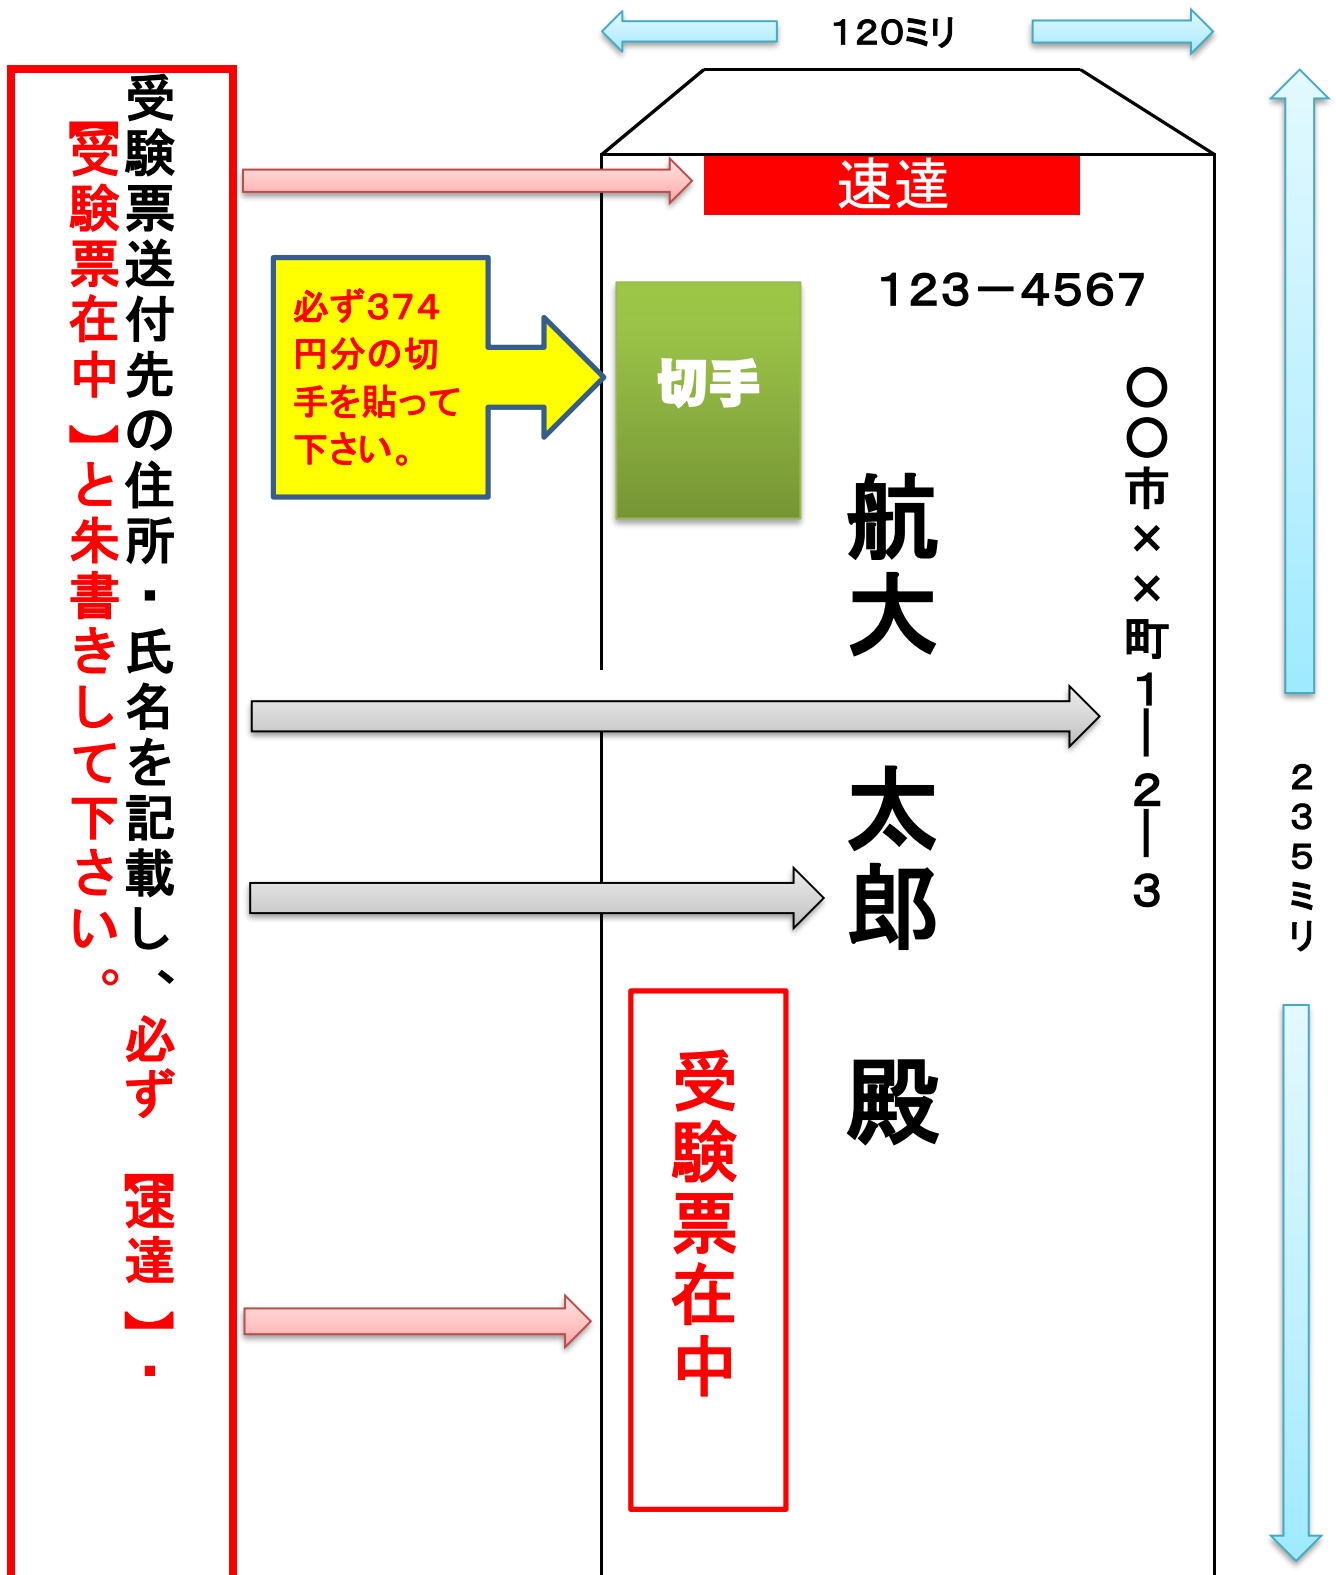 120ミリ
受験票送付先の住所・氏名を記載し、必ず　【速達】・
【受験票在中】と朱書きして下さい。
速達
必ず374
円分の切
手を貼って
下さい。
切手
123－4567
〇〇市××町1―2―3
航大　太郎　殿
受験票在中
235ミリ